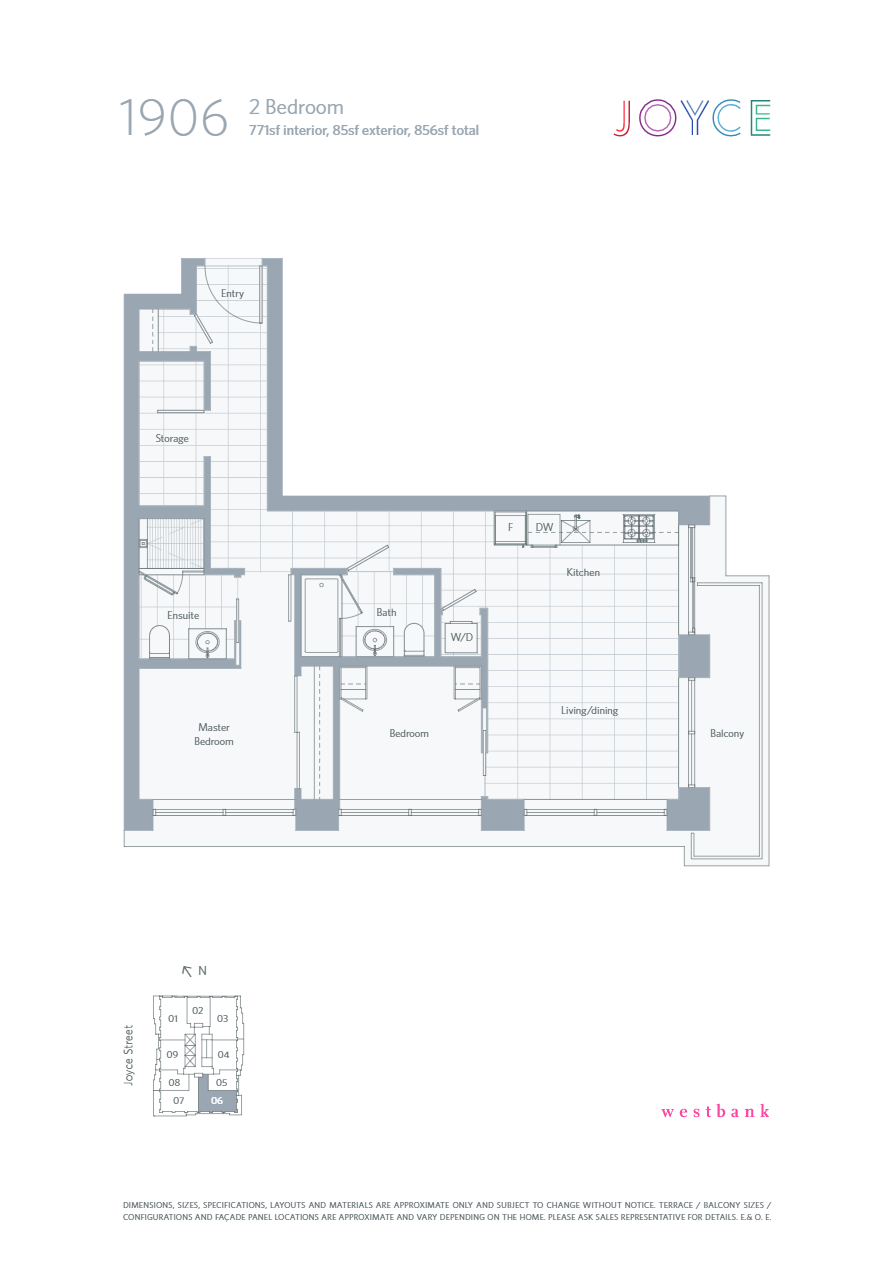 1906
2 Bedroom
771sf interior, 85sf exterior, 856sf total
JOYCE
Entry
Storage
F
DW
Kitchen
Ensuite
Bath
W/D
Master
Bedroom
Bedroom
Living/dining
Balcony
N
Joyce Street
01
02
03
09
04
08
05
07
06
westbank
DIMENSIONS, SIZES, SPECIFICATIONS, LAYOUTS AND MATERIALS ARE APPROXIMATE ONLY AND SUBJECT TO CHANGE WITHOUT NOTICE. TERRACE / BALCONY SIZES /
CONFIGURATIONS AND FAÇADE PANEL LOCATIONS ARE APPROXIMATE AND VARY DEPENDING ON THE HOME. PLEASE ASK SALES REPRESENTATIVE FOR DETAILS. E.& O. E.